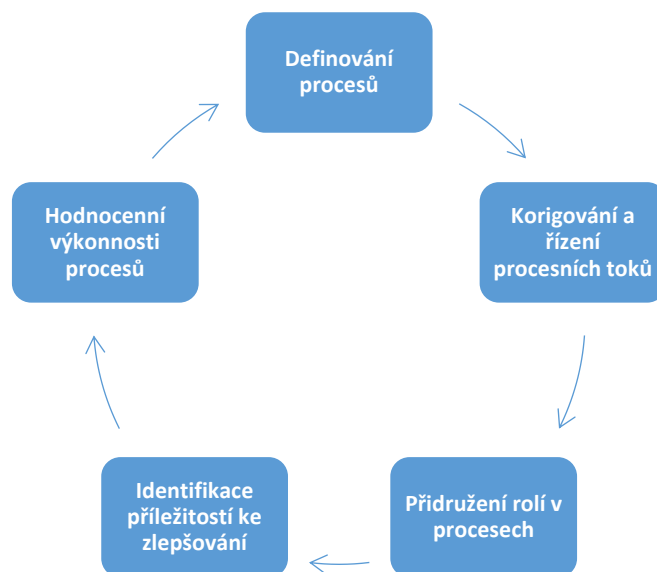 Definování
procesů
Korigování a
řízení
procesních toků
Přidružení rolí v
procesech
Identifikace
příležitostí ke
zlepšování
Hodnocenní
výkonnosti
procesů